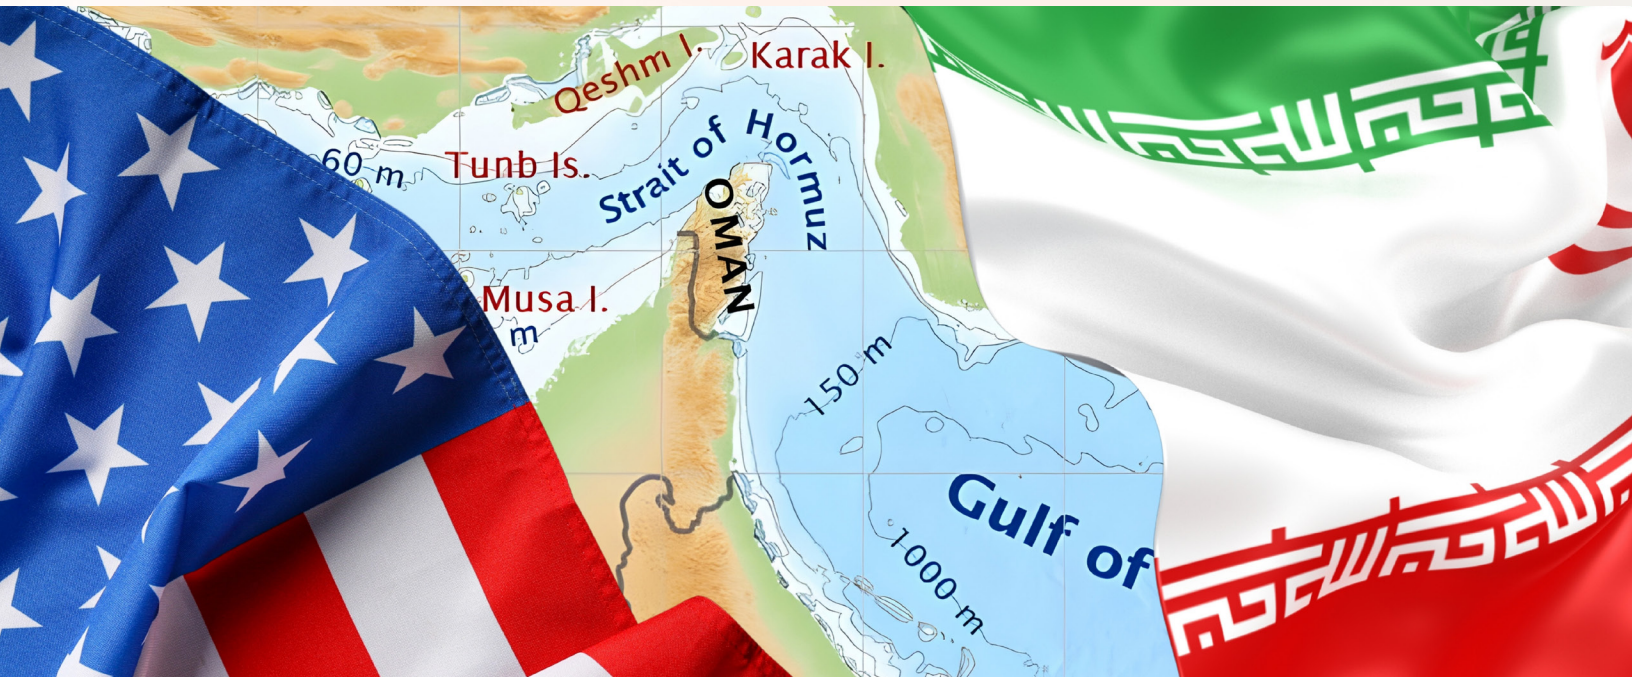 Qeshm I.
Karak I.
Strait of Hormuz
60 m
Tunb Is.
OMAN
Musa I.
m
150 m
Gulf of
1000 m